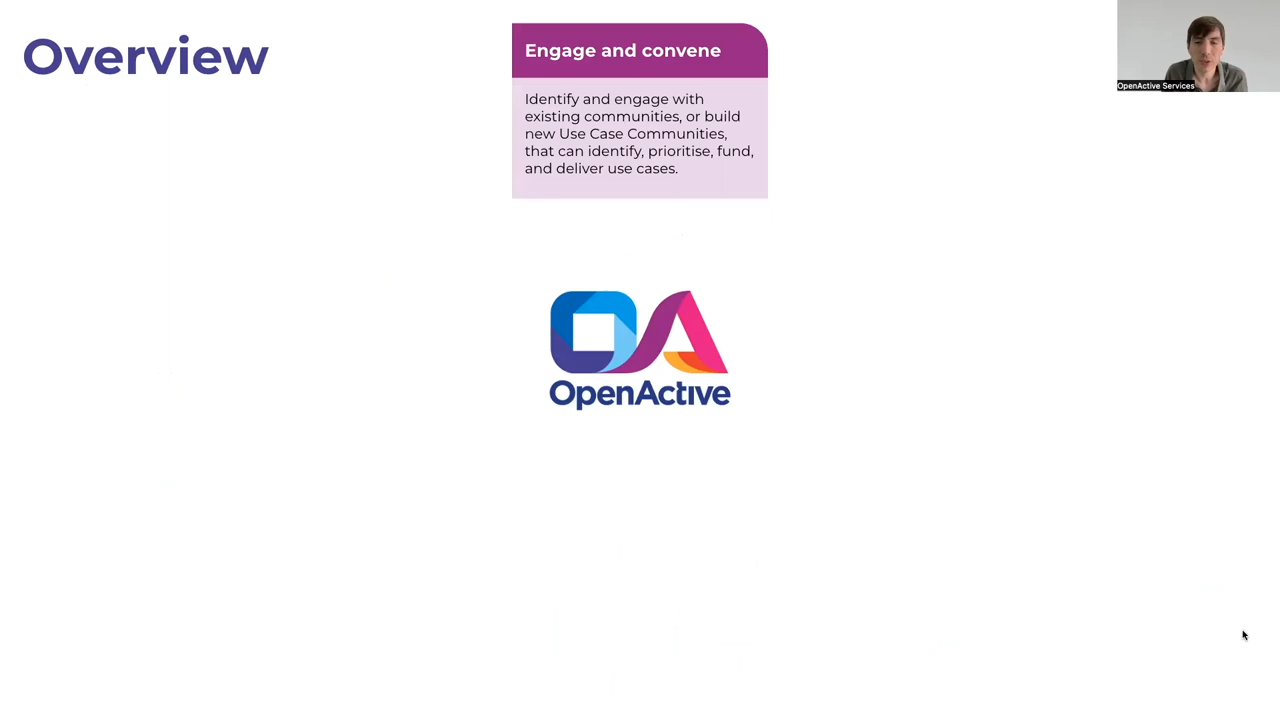 Overview
Engage and convene
Identify and engage with
existing communities, or build
new Use Case Communities,
that can identify, prioritise, fund,
and deliver use cases.
OpenActive Services
OA
OpenActive